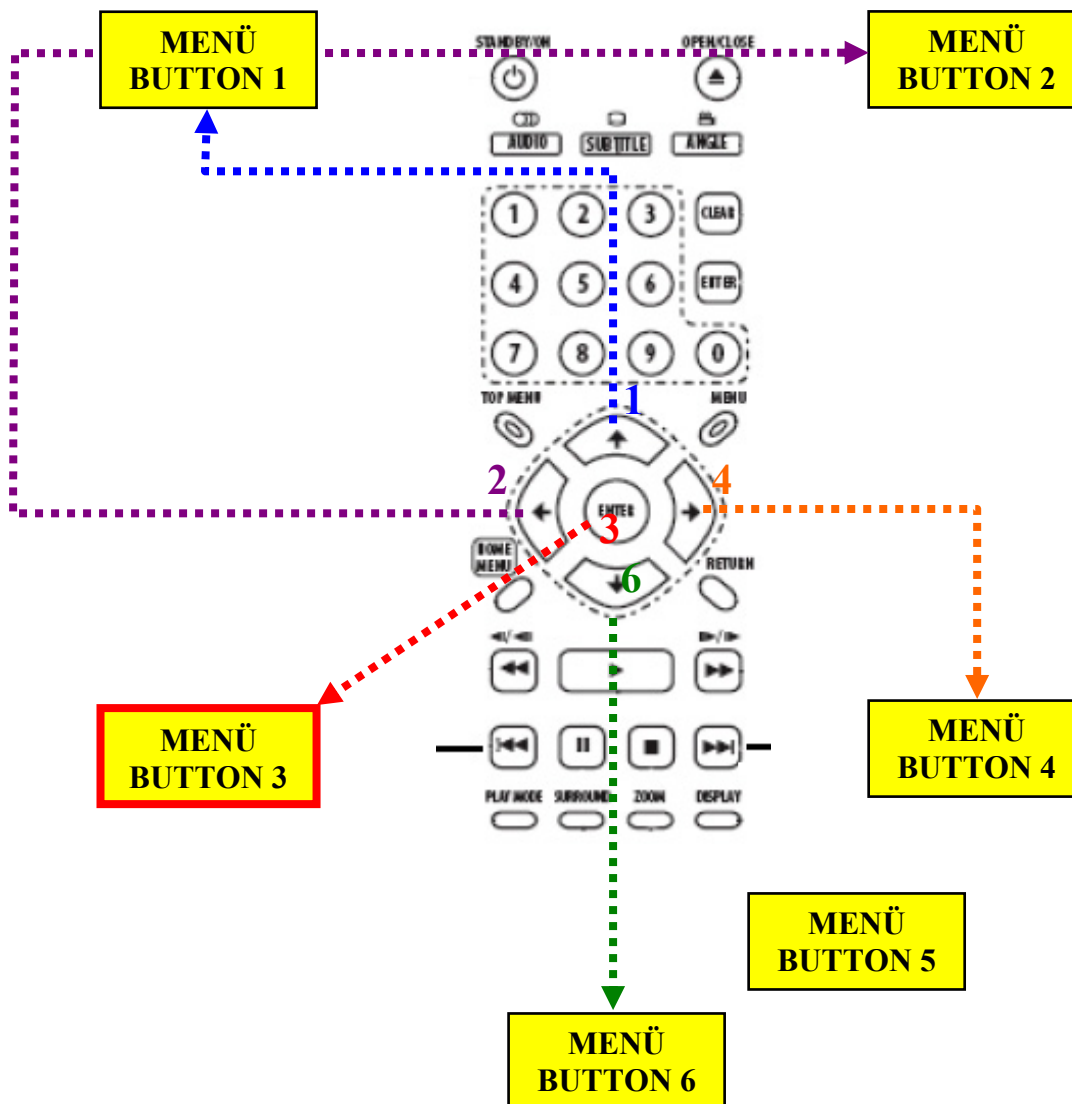 MENÜ
BUTTON 1
MENÜ
BUTTON 2
STANDBY/ON OPEN/CLOSE
AUDIO SUBTITLE ANGLE
1 2 3 CLEAR
4 5 6 ENTER
7 8 9 0
TOP MENU 1 MENU
2 4
ENTER
3
HOME
MENU
6 RETURN
MENÜ
BUTTON 3
MENÜ
BUTTON 4
PLAY MODE SURROUND ZOOM DISPLAY
MENÜ
BUTTON 5
MENÜ
BUTTON 6